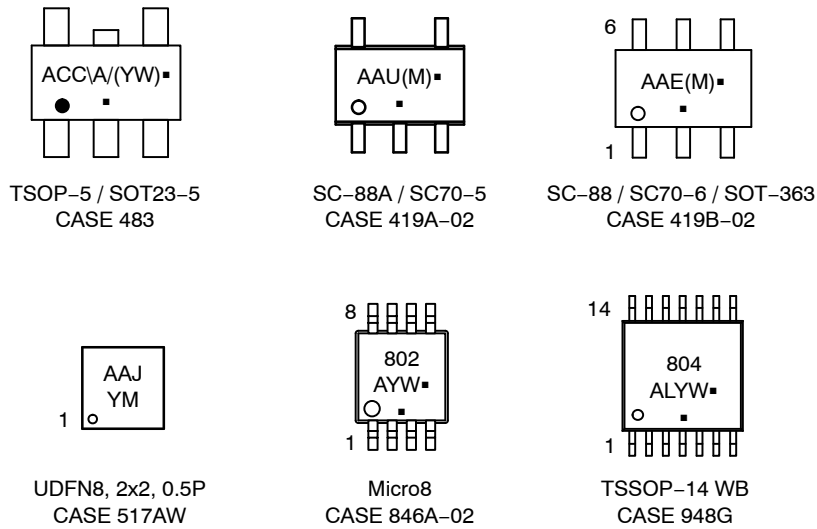 ACC\A/(YW)▪
▪
TSOP−5 / SOT23−5
CASE 483
AAU(M)▪
▪
SC−88A / SC70−5
CASE 419A−02
6
AAE(M)▪
▪
1
SC−88 / SC70−6 / SOT−363
CASE 419B−02
AAJ
YM
1
UDFN8, 2x2, 0.5P
CASE 517AW
8
802
AYW▪
▪
1
Micro8
CASE 846A−02
14
804
ALYW▪
▪
1
TSSOP−14 WB
CASE 948G